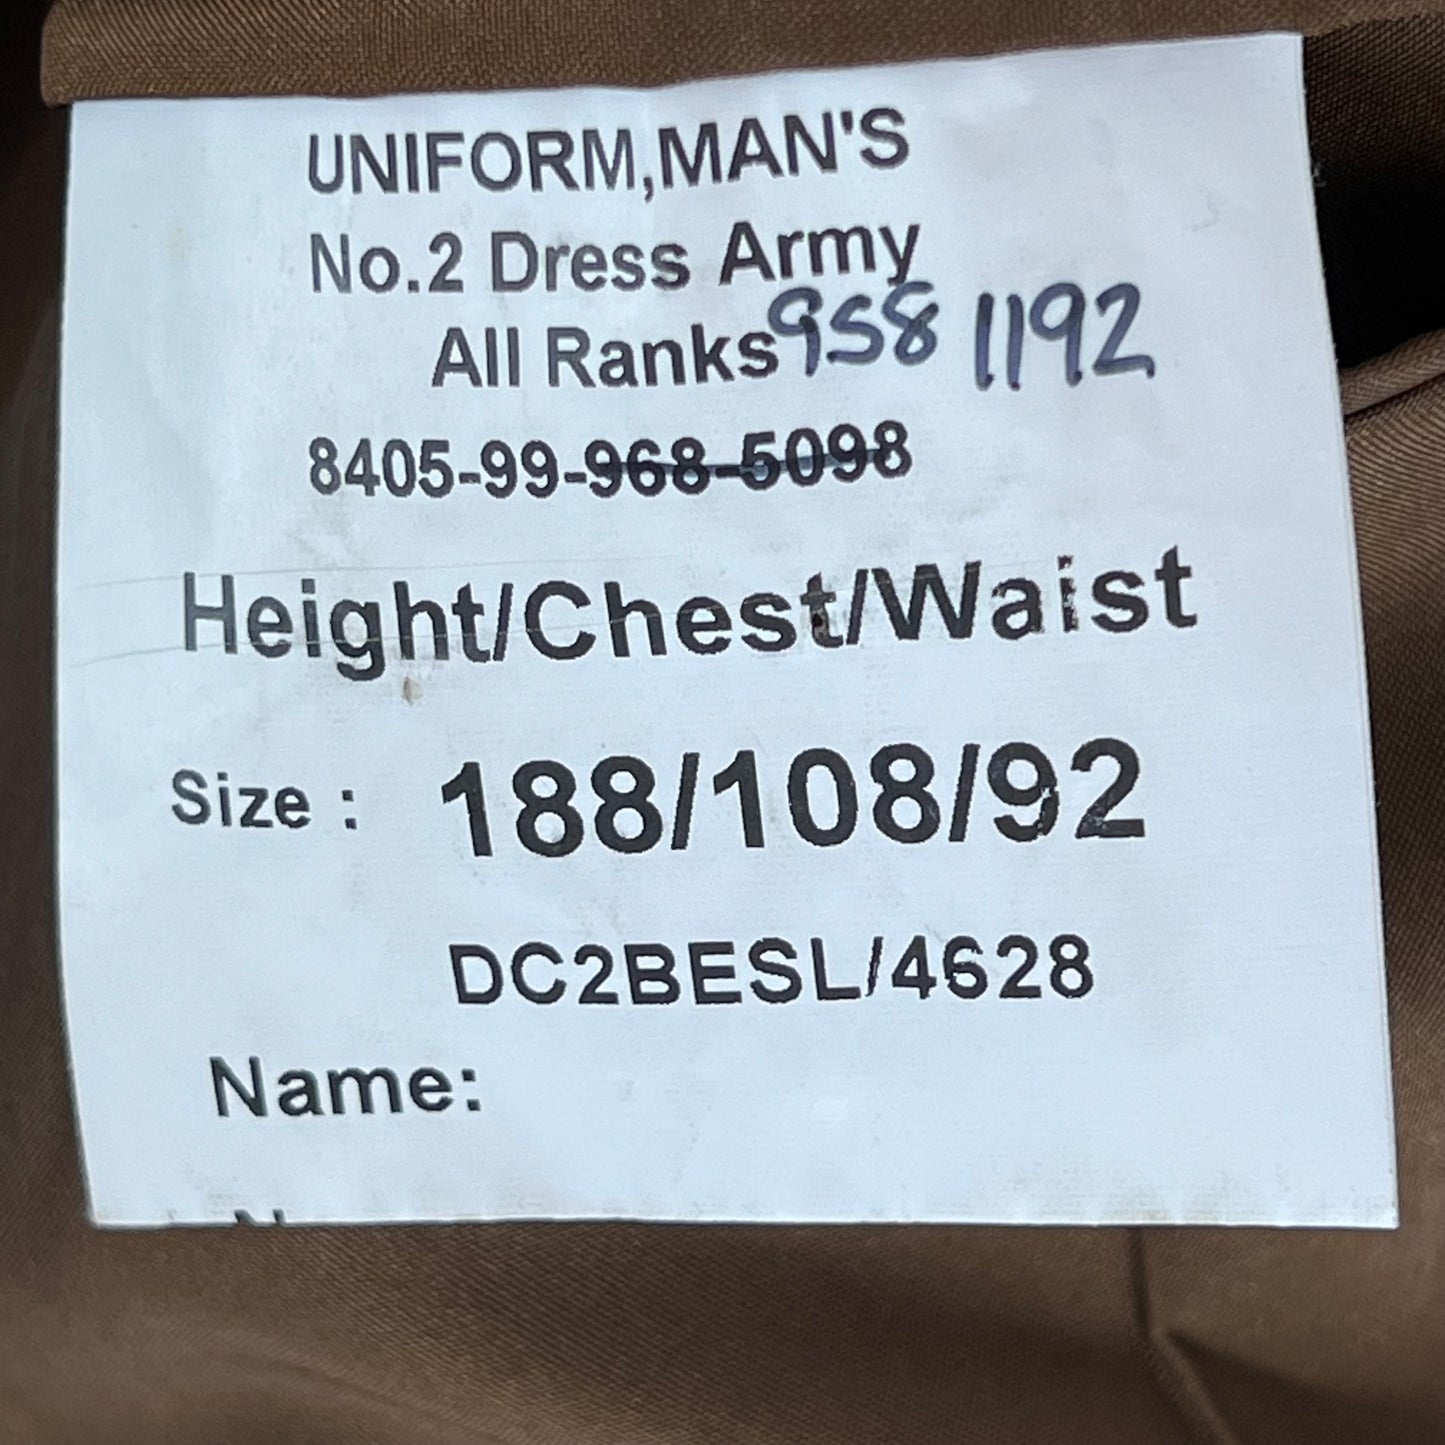 UNIFORM,MAN'S
No.2 Dress Army
All Ranks 958 1192
8405-99-968-5098
Height/Chest/Waist
Size : 188/108/92
DC2BESL/4628
Name: